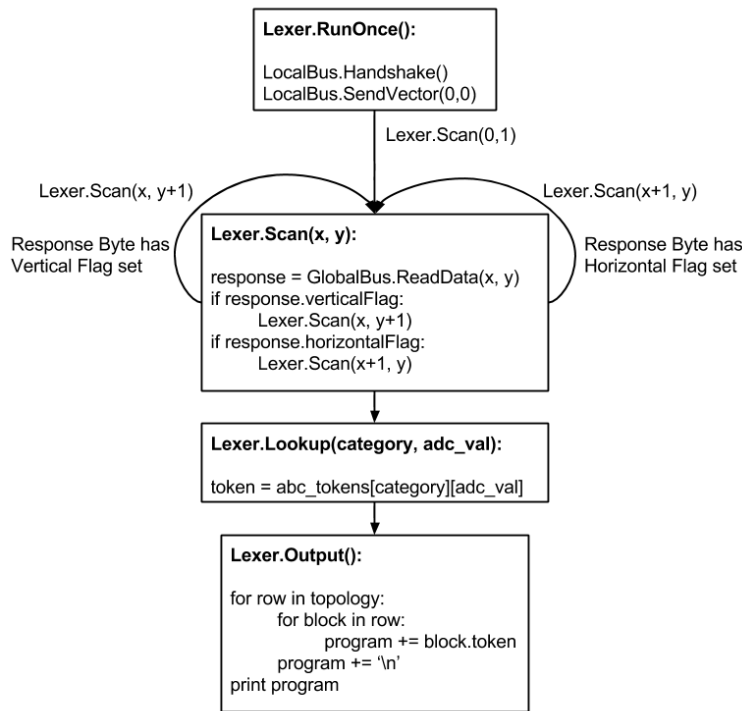 Lexer.RunOnce():
LocalBus.Handshake()
LocalBus.SendVector(0,0)
Lexer.Scan(0,1)
Lexer.Scan(x, y+1)
Lexer.Scan(x+1, y)
Response Byte has
Vertical Flag set
Lexer.Scan(x, y):
response = GlobalBus.ReadData(x, y)
if response.verticalFlag:
Lexer.Scan(x, y+1)
if response.horizontalFlag:
Lexer.Scan(x+1, y)
Response Byte has
Horizontal Flag set
Lexer.Lookup(category, adc_val):
token = abc_tokens[category][adc_val]
Lexer.Output():
for row in topology:
for block in row:
program += block.token
program += ‘\n’
print program